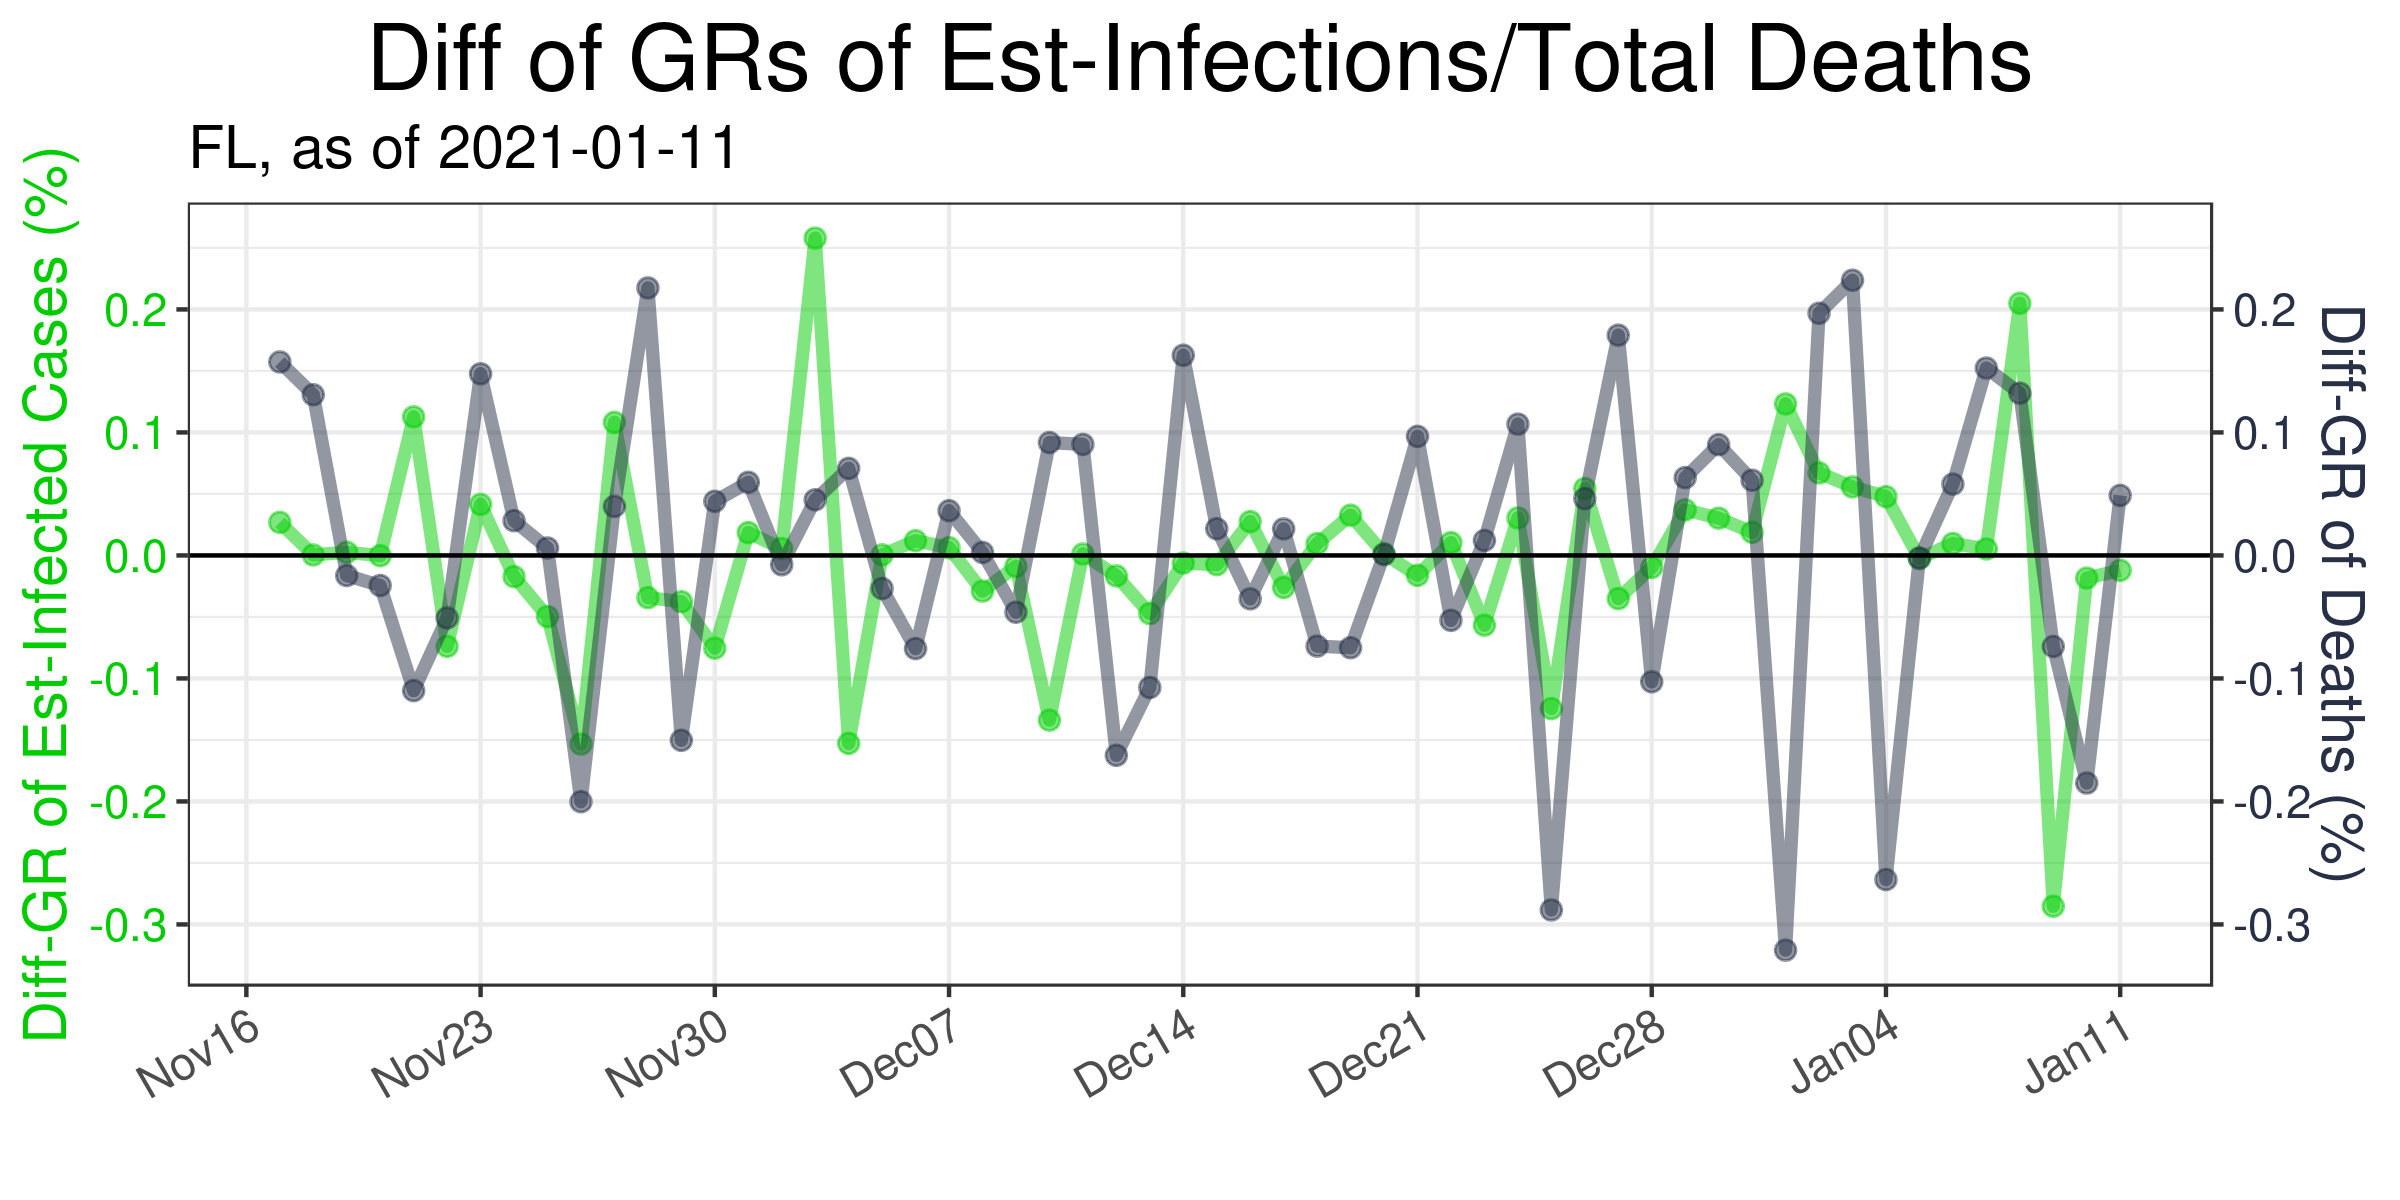 Diff of GRs of Est-Infections/Total Deaths
FL, as of 2021-01-11
Diff-GR of Est-Infected Cases (%)
0.2
0.1
0.0
-0.1
-0.2
-0.3
0.2
0.1
0.0
-0.1
-0.2
-0.3
Diff-GR of Deaths (%)
Nov16
Nov23
Nov30
Dec07
Dec14
Dec21
Dec28
Jan04
Jan11